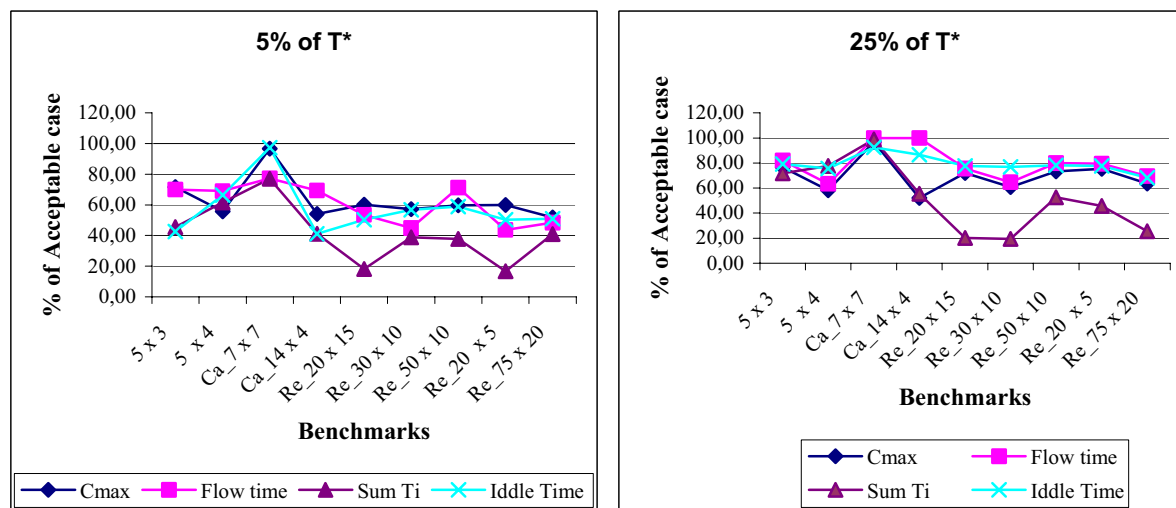 5% of T*
% of Acceptable case
120,00
100,00
80,00
60,00
40,00
20,00
0,00
5 x 3
5 x 4
Ca_7 x 7
Ca_14 x 4
Re_20 x 15
Re_30 x 10
Re_50 x 10
Re_20 x 5
Re_75 x 20
Benchmarks
Cmax Flow time Sum Ti Iddle Time
25% of T*
% of Acceptable case
120,00
100,00
80,00
60,00
40,00
20,00
0,00
5 x 3
5 x 4
Ca_7 x 7
Ca_14 x 4
Re_20 x 15
Re_30 x 10
Re_50 x 10
Re_20 x 5
Re_75 x 20
Benchmarks
Cmax Flow time
Sum Ti Iddle Time